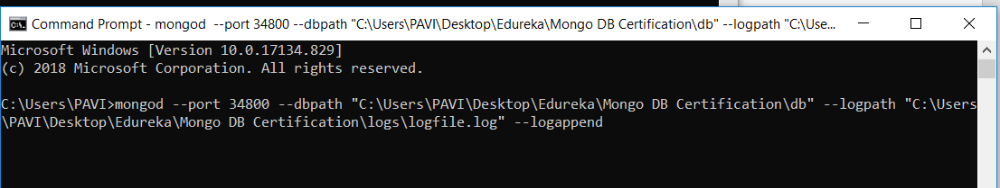 Command Prompt - mongod --port 34800 --dbpath "C:\Users\PAVI\Desktop\Edureka\Mongo DB Certification\db" --logpath "C:\Use...
Microsoft Windows [Version 10.0.17134.829]
(c) 2018 Microsoft Corporation. All rights reserved.
C:\Users\PAVI>mongod --port 34800 --dbpath "C:\Users\PAVI\Desktop\Edureka\Mongo DB Certification\db" --logpath "C:\Users
\PAVI\Desktop\Edureka\Mongo DB Certification\logs\logfile.log" --logappend